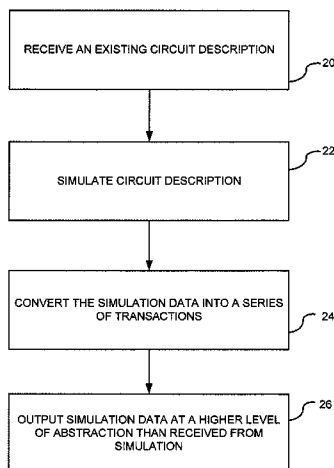 RECEIVE AN EXISTING CIRCUIT DESCRIPTION
20
22
SIMULATE CIRCUIT DESCRIPTION
CONVERT THE SIMULATION DATA INTO A SERIES
OF TRANSACTIONS
24
26
OUTPUT SIMULATION DATA AT A HIGHER LEVEL
OF ABSTRACTION THAN RECEIVED FROM
SIMULATION